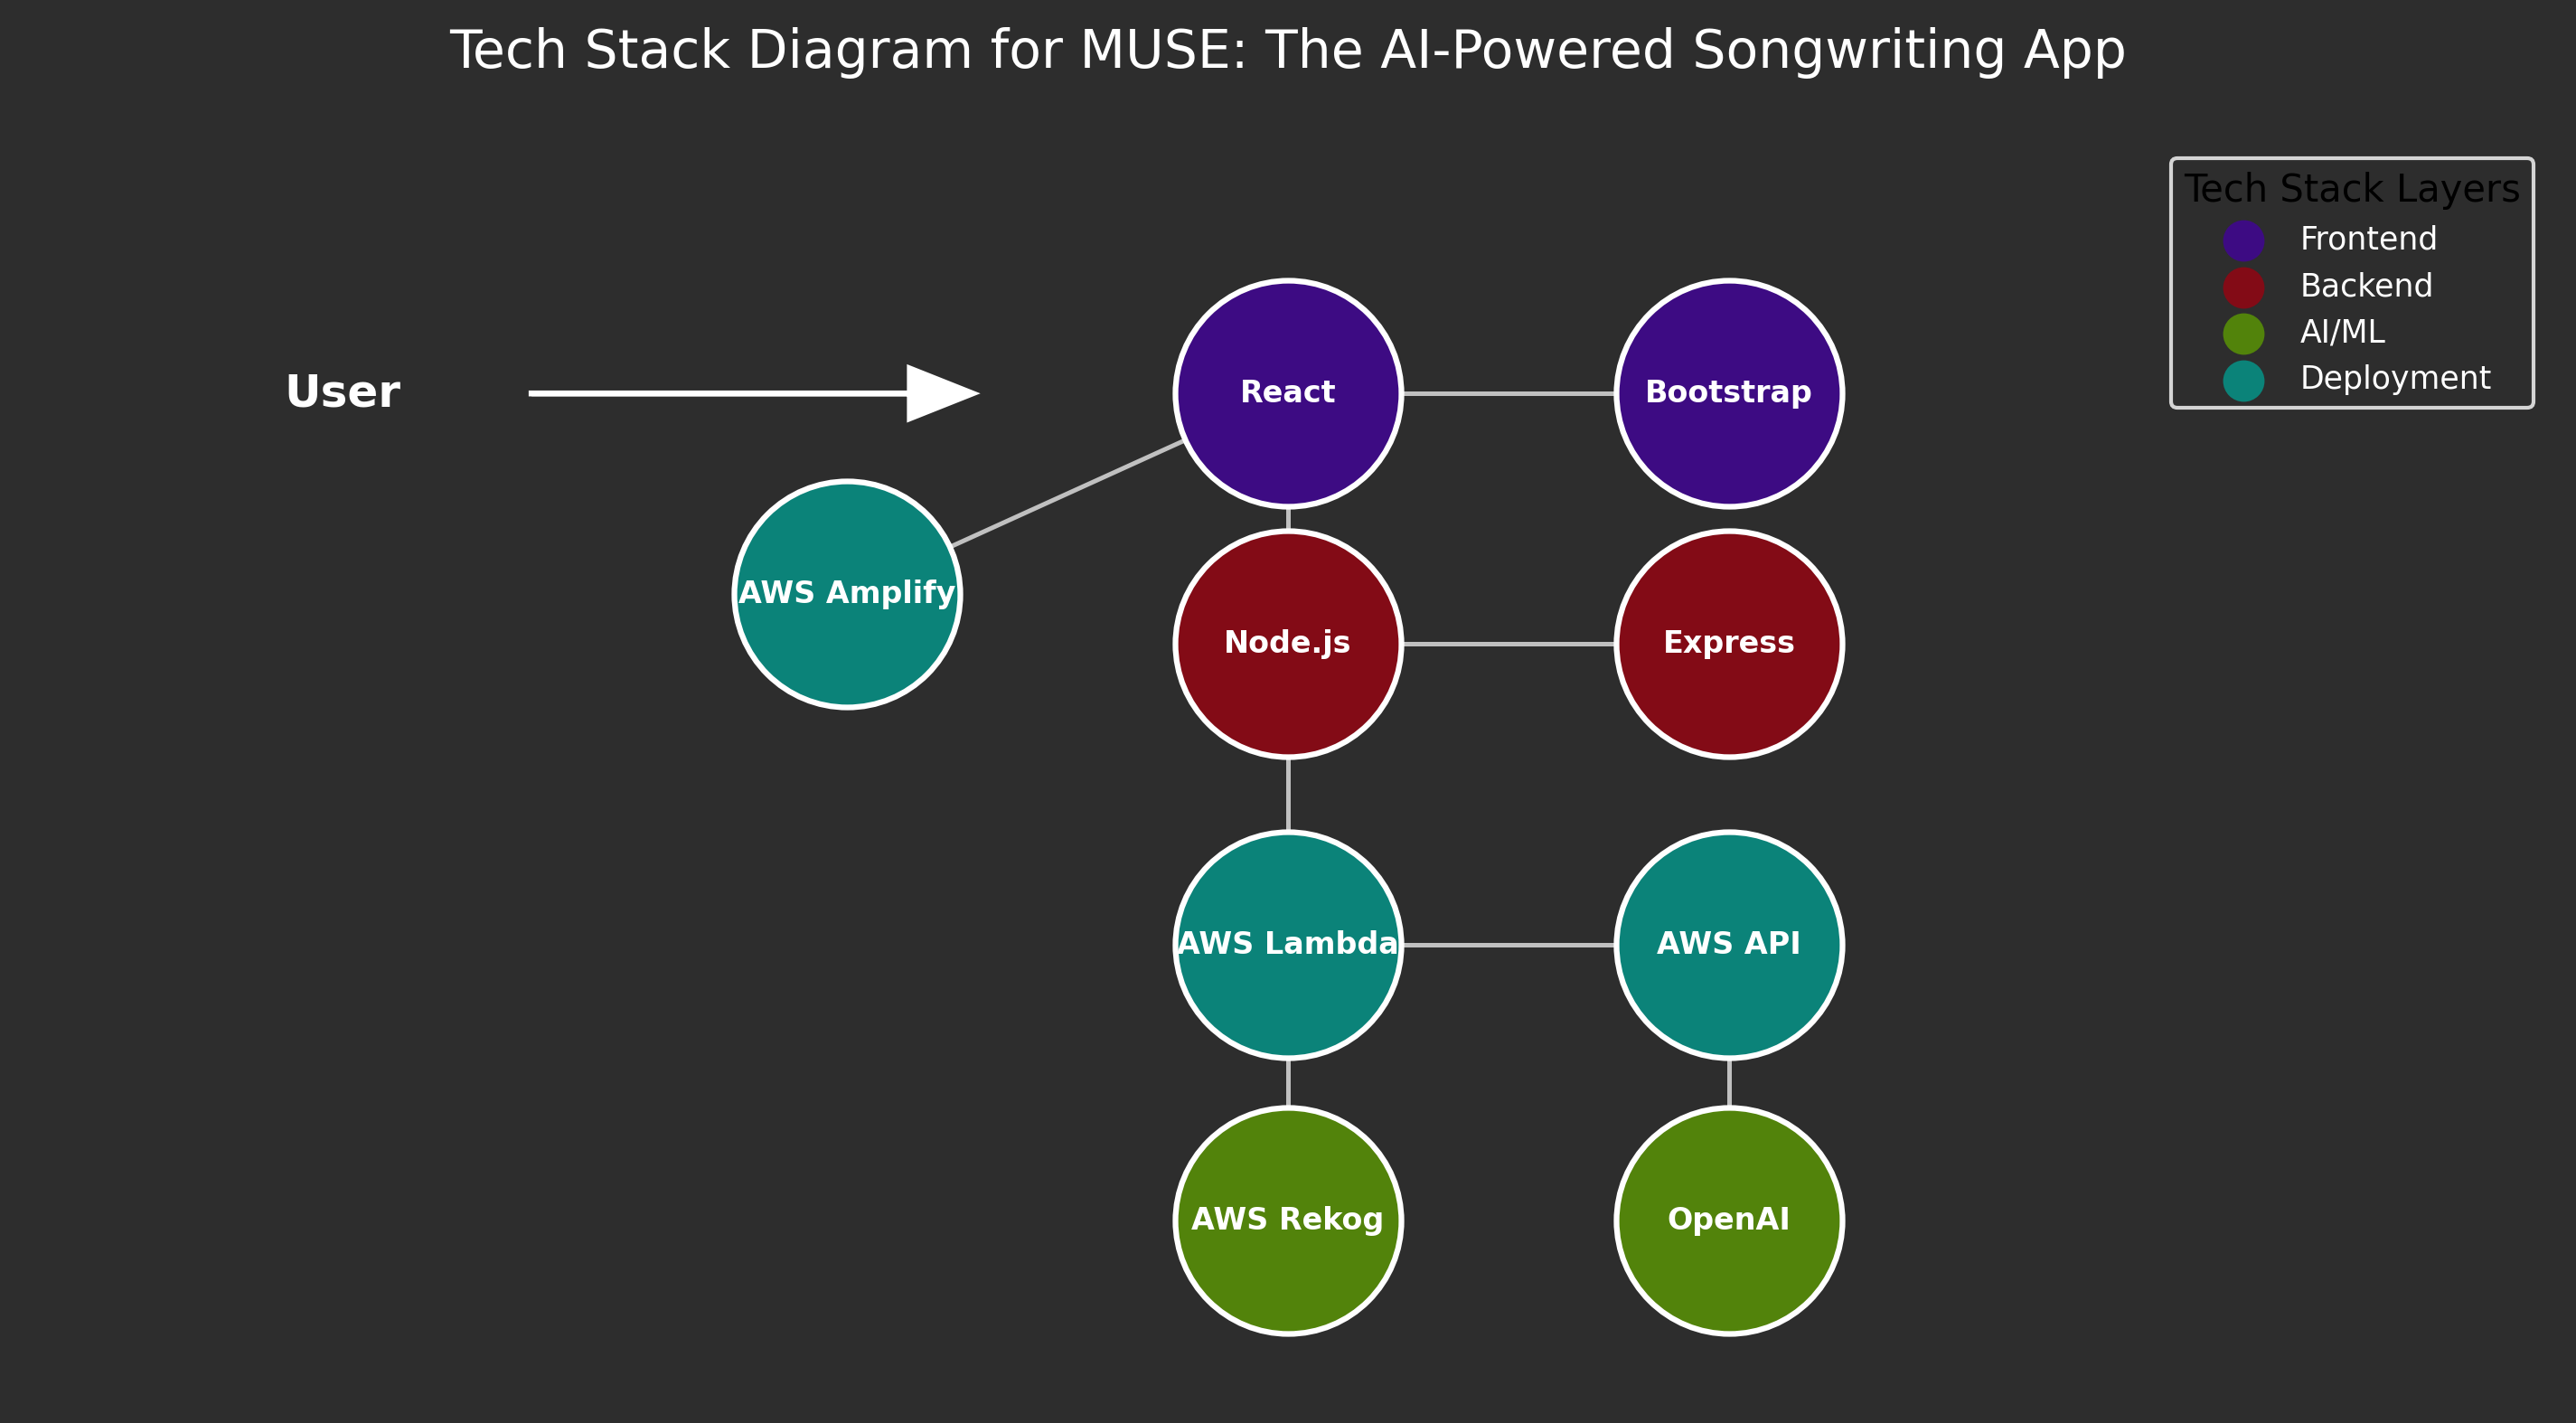 Tech Stack Diagram for MUSE: The AI-Powered Songwriting App
Tech Stack Layers
Frontend
Backend
AI/ML
Deployment
User
React
Bootstrap
AWS Amplify
Node.js
Express
AWS Lambda
AWS API
AWS Rekog
OpenAI